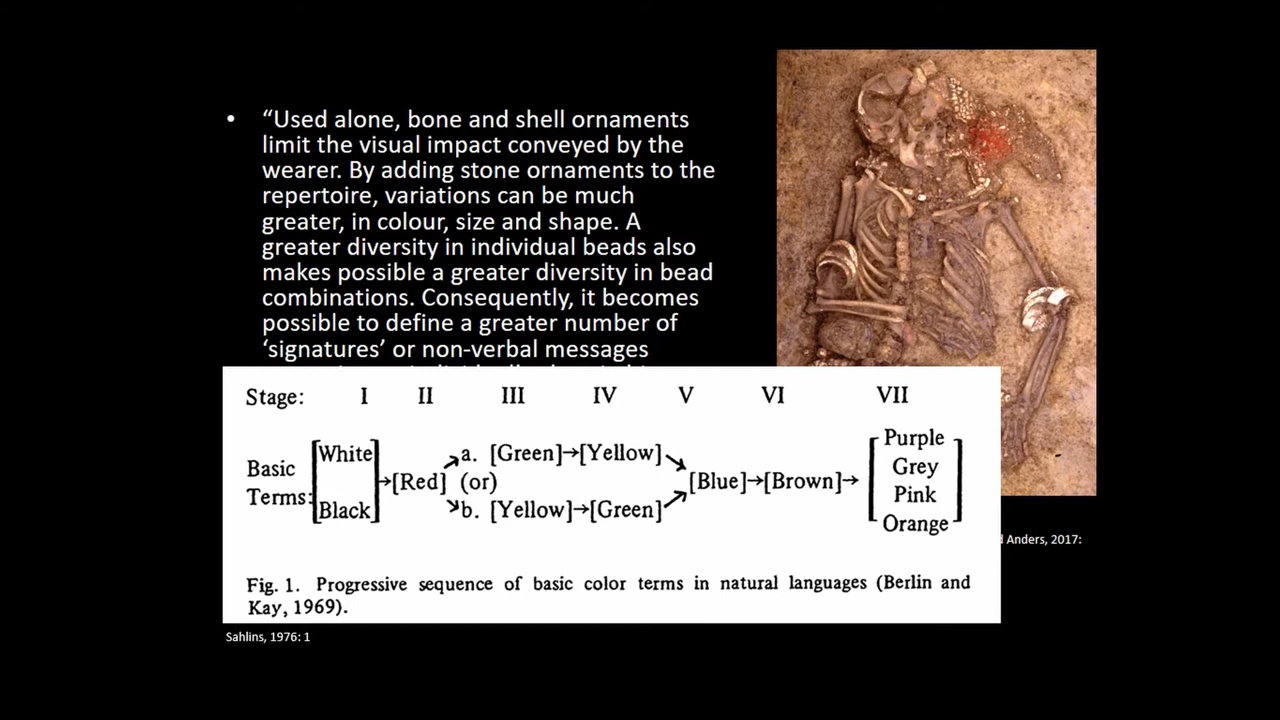 • “Used alone, bone and shell ornaments
limit the visual impact conveyed by the
wearer. By adding stone ornaments to the
repertoire, variations can be much
greater, in colour, size and shape. A
greater diversity in individual beads also
makes possible a greater diversity in bead
combinations. Consequently, it becomes
possible to define a greater number of
‘signatures’ or non-verbal messages
Stage: I II III IV V VI VII
Basic Terms: [White Black] →[Red] (or)
a. [Green]→[Yellow]
b. [Yellow]→[Green]
[Blue]→[Brown]→
Purple
Grey
Pink
Orange
Fig. 1. Progressive sequence of basic color terms in natural languages (Berlin and
Kay, 1969).
Anders, 2017:
Sahlins, 1976: 1